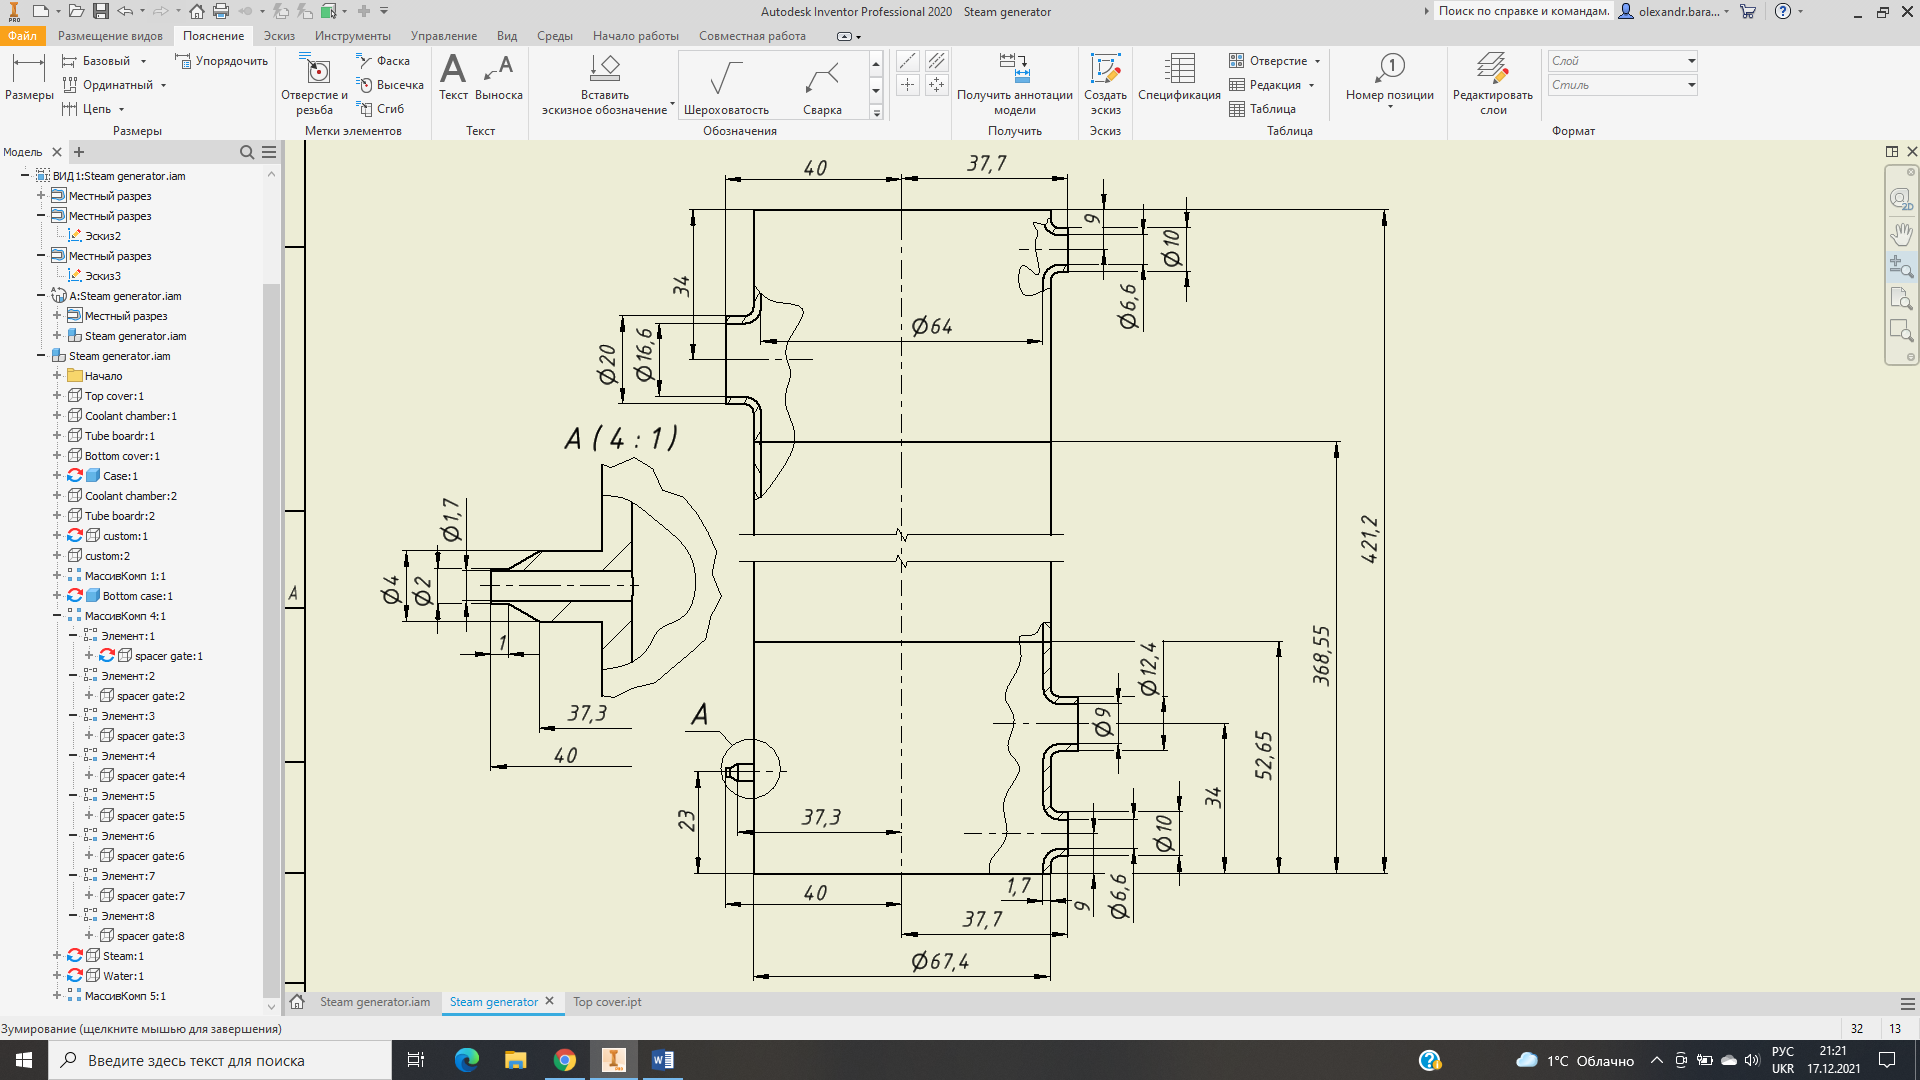 PRO
Autodesk Inventor Professional 2020 Steam generator
Поиск по справке и командам.
olexandr.bara...
Файл
Размещение видов
Пояснение
Эскиз
Инструменты
Управление
Вид
Среды
Начало работы
Совместная работа
Размеры
Базовый
Ординатный
Цепь
Упорядочить
Размеры
Отверстие и
резьба
Фаска
Высечка
Сгиб
Метки элементов
Текст
Выноска
Текст
Вставить
эскизное обозначение
Шероховатость
Сварка
Обозначения
Получить аннотации
модели
Получить
Создать
эскиз
Эскиз
Спецификация
Отверстие
Редакция
Таблица
Номер позиции
Таблица
Редактировать
слои
Слой
Стиль
Формат
Модель
ВИД1:Steam generator.iam
Местный разрез
Местный разрез
Эскиз2
Местный разрез
Эскиз3
A:Steam generator.iam
Местный разрез
Steam generator.iam
Steam generator.iam
Начало
Top cover:1
Coolant chamber:1
Tube boardr:1
Bottom cover:1
Case:1
Coolant chamber:2
Tube boardr:2
custom:1
custom:2
МассивКомп 1:1
Bottom case:1
МассивКомп 4:1
Элемент:1
spacer gate:1
Элемент:2
spacer gate:2
Элемент:3
spacer gate:3
Элемент:4
spacer gate:4
Элемент:5
spacer gate:5
Элемент:6
spacer gate:6
Элемент:7
spacer gate:7
Элемент:8
spacer gate:8
Steam:1
Water:1
МассивКомп 5:1
40
37,7
9
Ø10
Ø6,6
34
Ø64
Ø20
Ø16,6
A ( 4 : 1 )
Ø1,7
Ø4
Ø2
1
37,3
40
A
A
421,2
368,55
Ø12,4
Ø9
52,65
34
Ø10
23
37,3
40
1,7
9
Ø6,6
37,7
Ø67,4
2D
Steam generator.iam
Steam generator
Top cover.ipt
Зумирование (щелкните мышью для завершения)
32
13
Введите здесь текст для поиска
1°C Облачно
РУС
UKR
21:21
17.12.2021